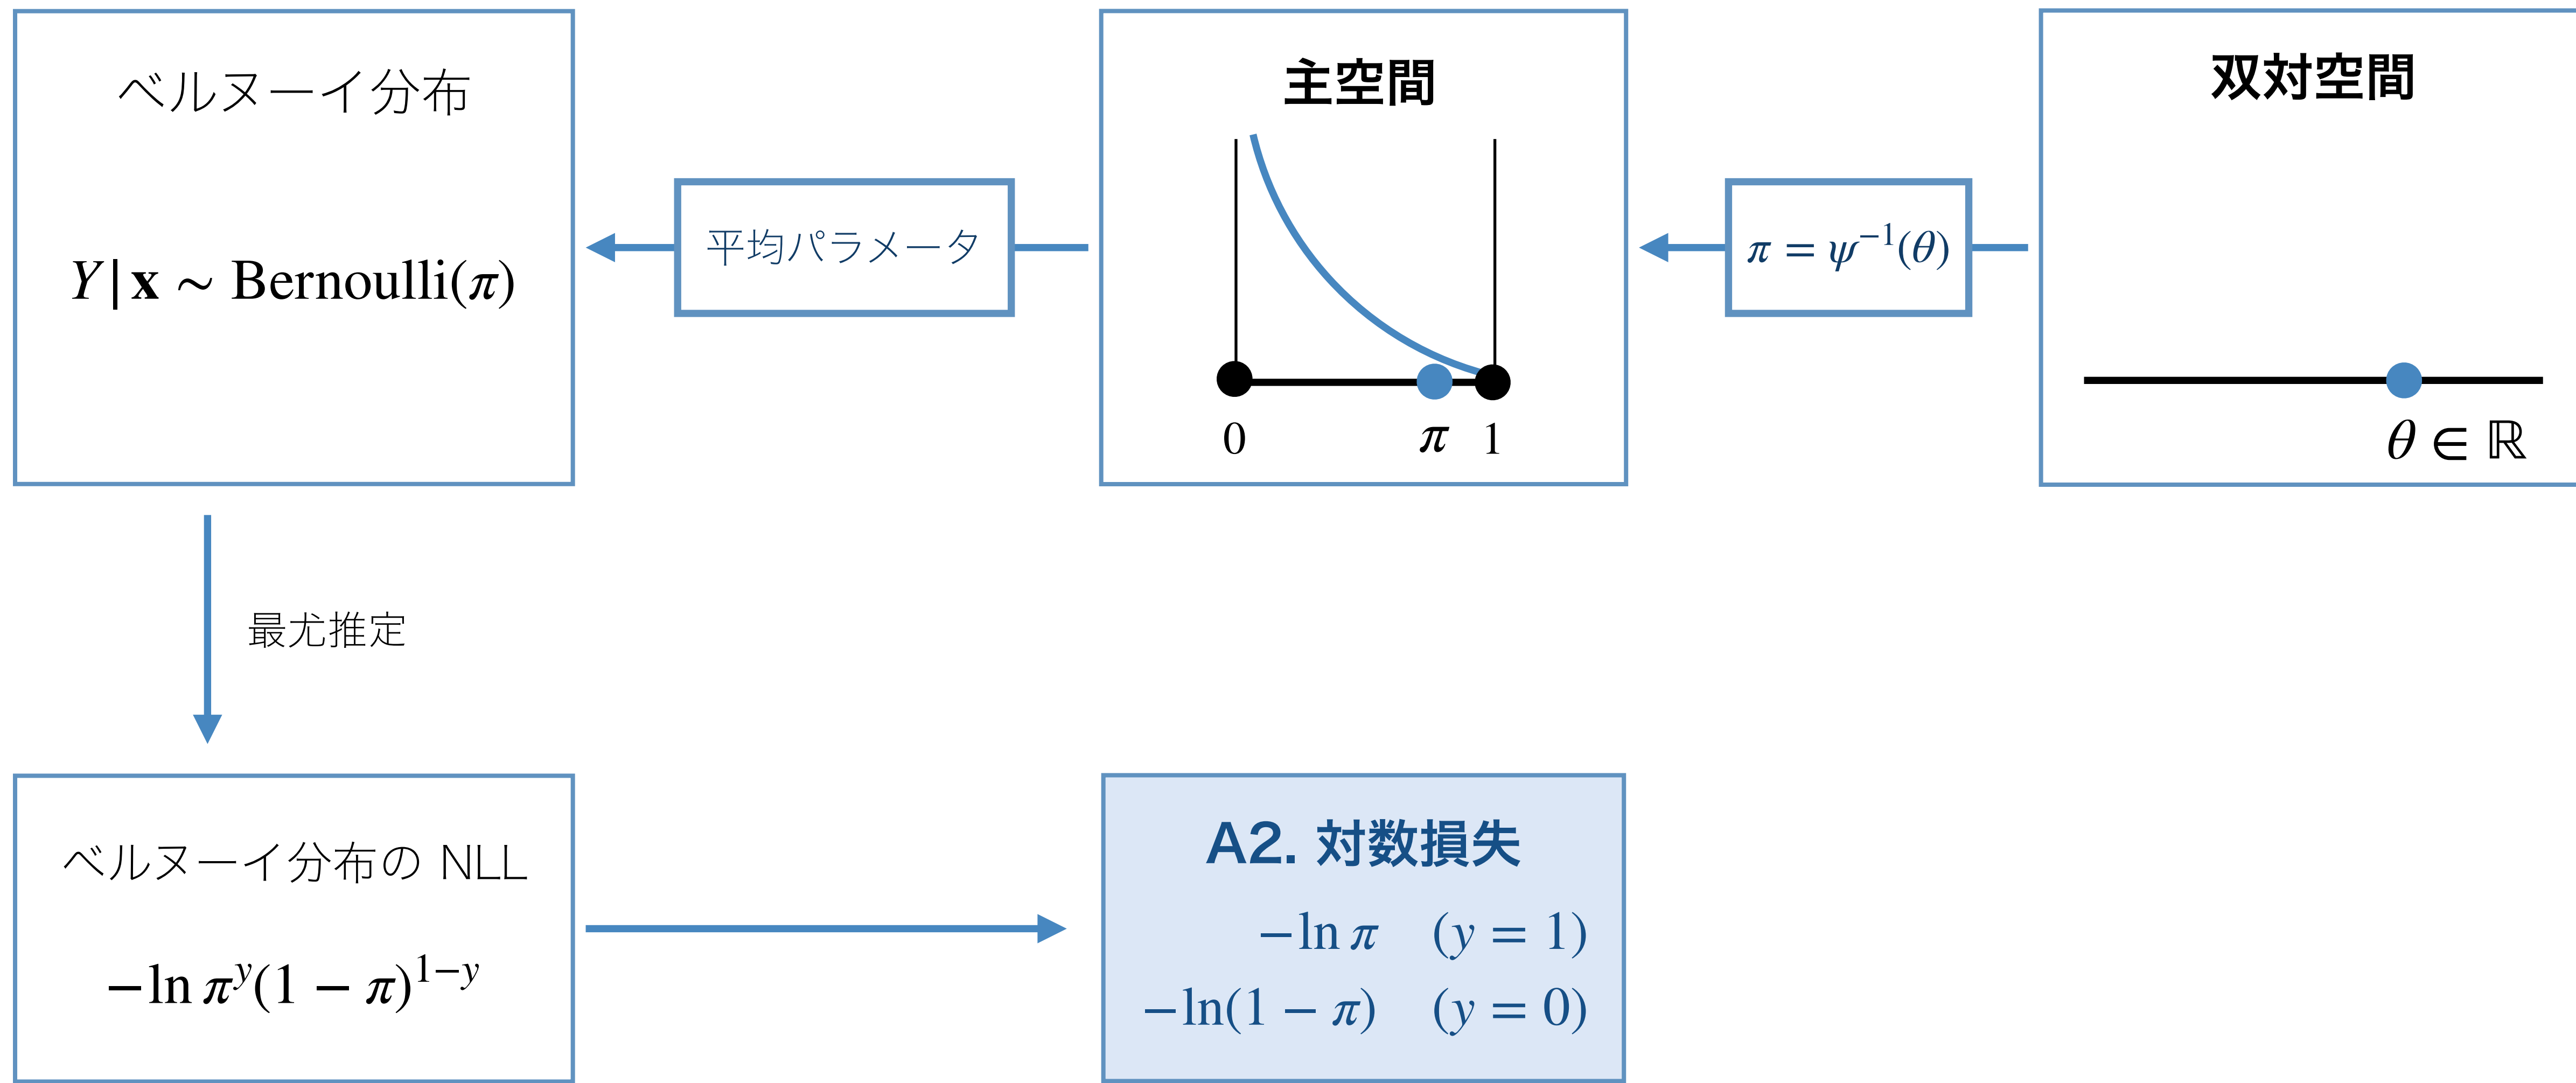 ベルヌーイ分布
Y | x ∼ Bernoulli(π)
平均パラメータ
主空間
0 π 1
π = ψ⁻¹(θ)
双対空間
θ ∈ ℝ
最尤推定
ベルヌーイ分布の NLL
−ln π^y(1 − π)^{1−y}
A2. 対数損失
−ln π (y = 1)
−ln(1 − π) (y = 0)